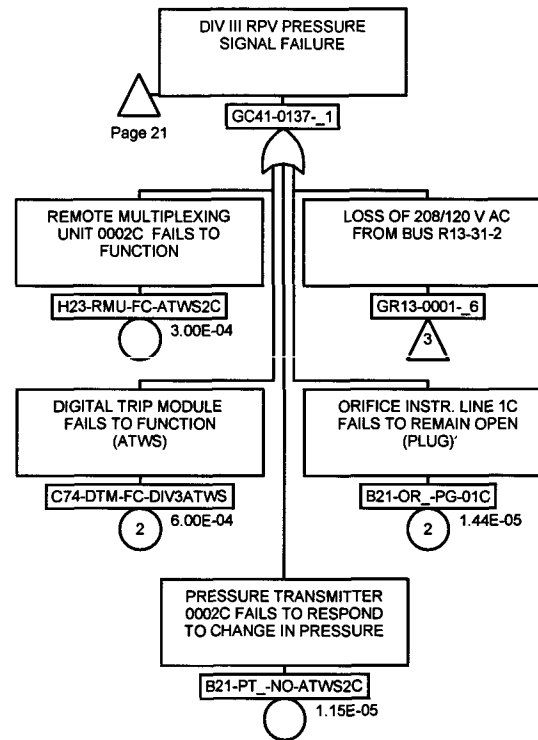 DIV III RPV PRESSURE
SIGNAL FAILURE
Page 21
GC41-0137-_1
REMOTE MULTIPLEXING
UNIT 0002C FAILS TO
FUNCTION
H23-RMU-FC-ATWS2C
3.00E-04
LOSS OF 208/120 V AC
FROM BUS R13-31-2
GR13-0001-_6
3
DIGITAL TRIP MODULE
FAILS TO FUNCTION
(ATWS)
C74-DTM-FC-DIV3ATWS
2
6.00E-04
ORIFICE INSTR. LINE 1C
FAILS TO REMAIN OPEN
(PLUG)'
B21-OR_-PG-01C
2
1.44E-05
PRESSURE TRANSMITTER
0002C FAILS TO RESPOND
TO CHANGE IN PRESSURE
B21-PT_-NO-ATWS2C
1.15E-05